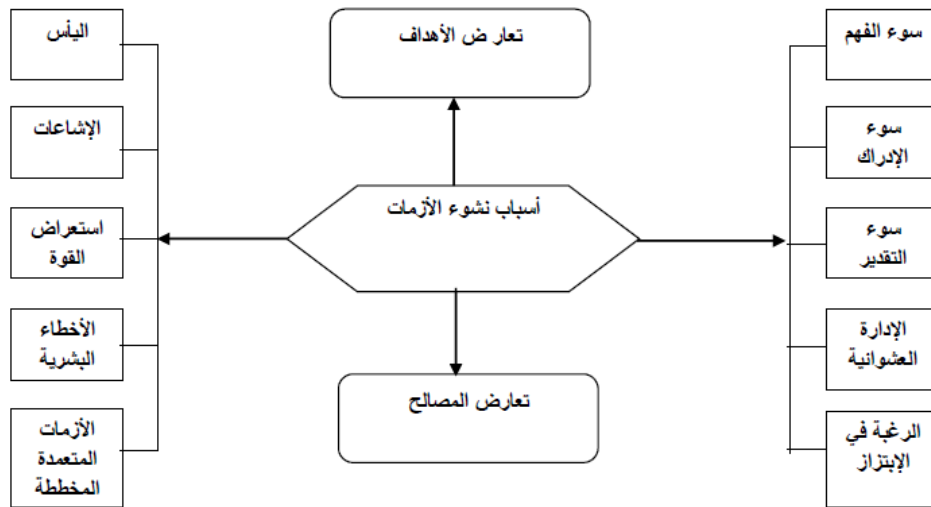 تعارض الأهداف
سوء الفهم
سوء
الإدراك
سوء
التقدير
الإدارة
العشوائية
الرغبة في
الإبتزاز
أسباب نشوء الأزمات
اليأس
الإشاعات
استعراض
القوة
الأخطاء
البشرية
الأزمات
المتعمدة
المخططة
تعارض المصالح